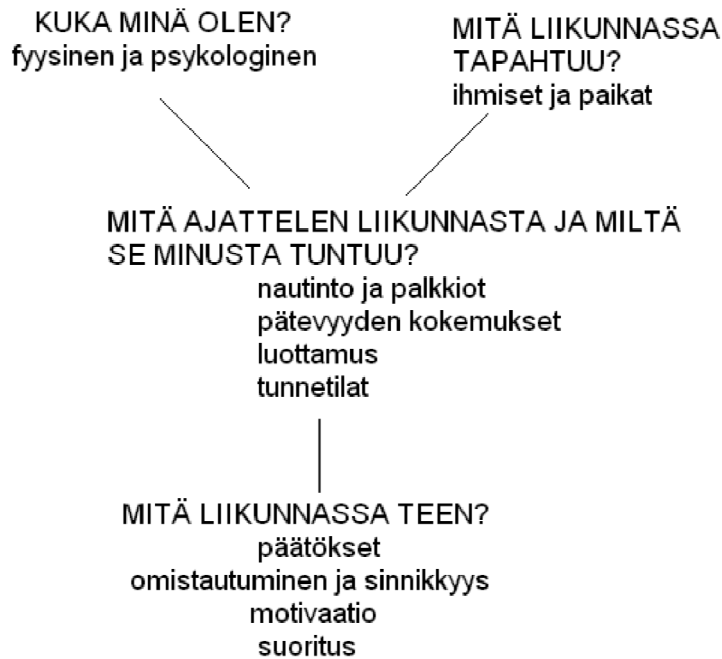 KUKA MINÄ OLEN?
fyysinen ja psykologinen
MITÄ LIIKUNNASSA
TAPAHTUU?
ihmiset ja paikat
MITÄ AJATTELEN LIIKUNNASTA JA MILTÄ
SE MINUSTA TUNTUU?
nautinto ja palkkiot
pätevyyden kokemukset
luottamus
tunnetilat
MITÄ LIIKUNNASSA TEEN?
päätökset
omistautuminen ja sinnikkyys
motivaatio
suoritus